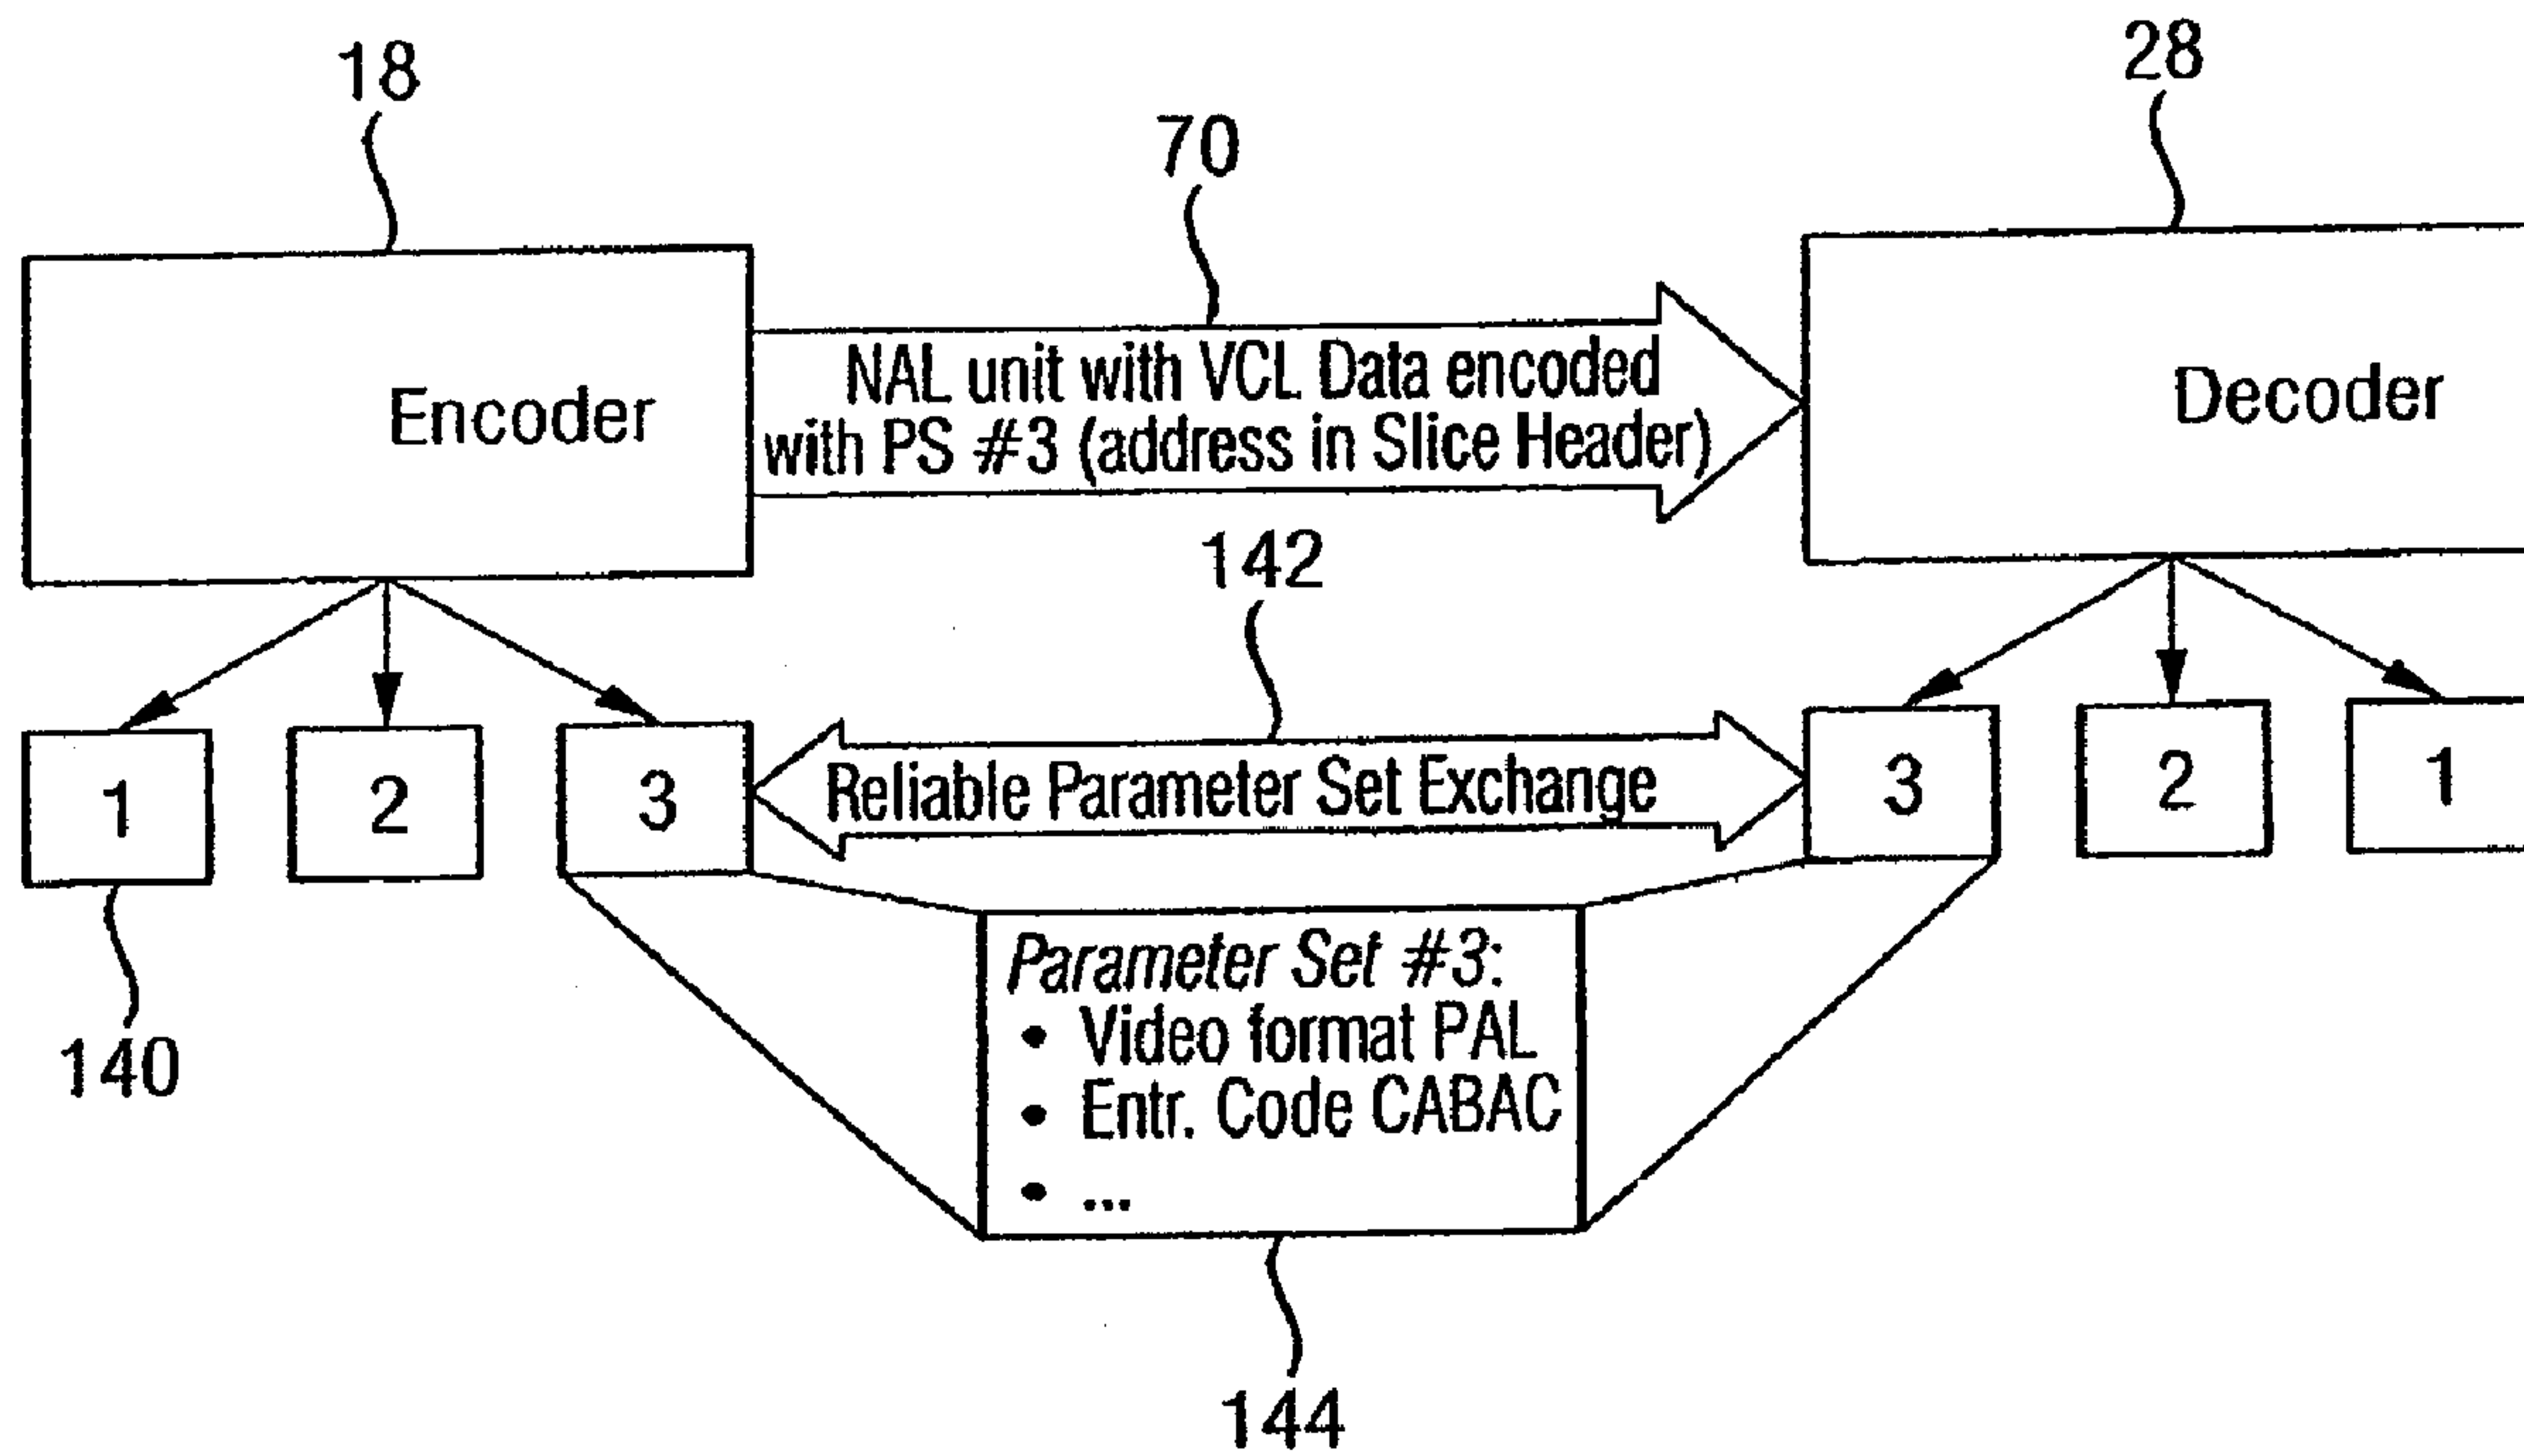 18
28
70
Encoder
NAL unit with VCL Data encoded
with PS #3 (address in Slice Header)
Decoder
142
1
2
3
Reliable Parameter Set Exchange
3
2
1
140
Parameter Set #3:
• Video format PAL
• Entr. Code CABAC
• ...
144